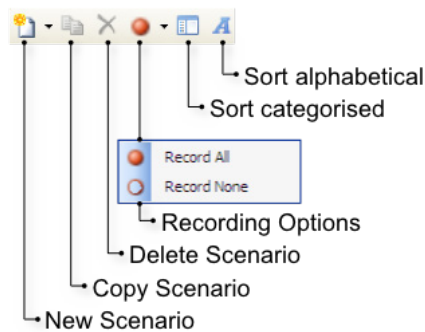 Sort alphabetical
Sort categorised
Record All
Record None
Recording Options
Delete Scenario
Copy Scenario
New Scenario